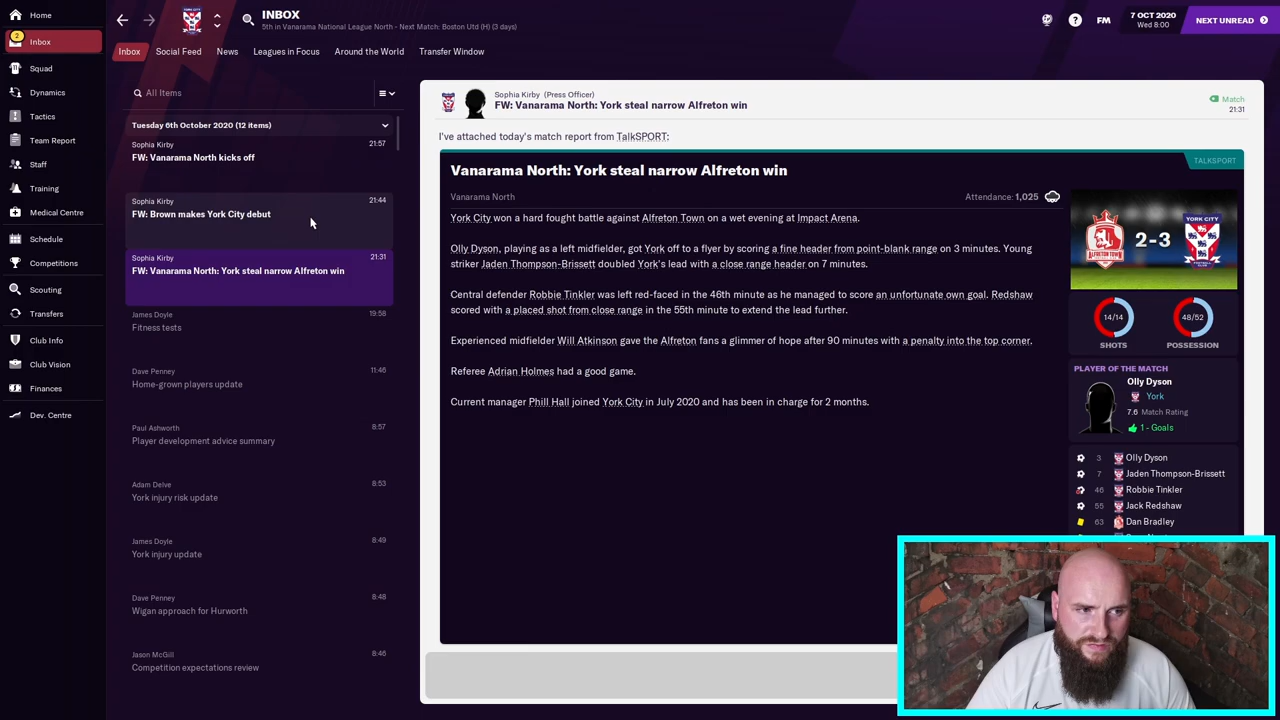 Home
2
Inbox
Squad
Dynamics
Tactics
Team Report
Staff
Training
Medical Centre
Schedule
Competitions
Scouting
Transfers
Club Info
Club Vision
Finances
Dev. Centre
INBOX
5th in Vanarama National League North - Next Match: Boston Utd (H) (3 days)
?
FM
7 OCT 2020
Wed 8:00
NEXT UNREAD
Inbox
Social Feed
News
Leagues in Focus
Around the World
Transfer Window
All Items
Tuesday 6th October 2020 (12 items)
Sophia Kirby 21:57
FW: Vanarama North kicks off
Sophia Kirby 21:44
FW: Brown makes York City debut
Sophia Kirby 21:31
FW: Vanarama North: York steal narrow Alfreton win
James Doyle 19:58
Fitness tests
Dave Penney 11:46
Home-grown players update
Paul Ashworth 8:57
Player development advice summary
Adam Delve 8:53
York injury risk update
James Doyle 8:49
York injury update
Dave Penney 8:48
Wigan approach for Hurworth
Jason McGill 8:46
Competition expectations review
Sophia Kirby (Press Officer)
FW: Vanarama North: York steal narrow Alfreton win
Match
21:31
I've attached today's match report from TalkSPORT:
TALKSPORT
Vanarama North: York steal narrow Alfreton win
Vanarama North
Attendance: 1,025
York City won a hard fought battle against Alfreton Town on a wet evening at Impact Arena.
Olly Dyson, playing as a left midfielder, got York off to a flyer by scoring a fine header from point-blank range on 3 minutes. Young
striker Jaden Thompson-Brissett doubled York's lead with a close range header on 7 minutes.
Central defender Robbie Tinkler was left red-faced in the 46th minute as he managed to score an unfortunate own goal. Redshaw
scored with a placed shot from close range in the 55th minute to extend the lead further.
Experienced midfielder Will Atkinson gave the Alfreton fans a glimmer of hope after 90 minutes with a penalty into the top corner.
Referee Adrian Holmes had a good game.
Current manager Phill Hall joined York City in July 2020 and has been in charge for 2 months.
2-3
14/14
SHOTS
48/52
POSSESSION
PLAYER OF THE MATCH
Olly Dyson
York
7.6 Match Rating
1 - Goals
3 Olly Dyson
7 Jaden Thompson-Brissett
46 Robbie Tinkler
55 Jack Redshaw
63 Dan Bradley